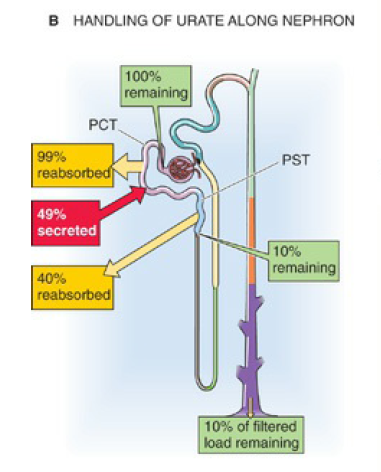 B HANDLING OF URATE ALONG NEPHRON
100%
remaining
PCT
PST
99%
reabsorbed
49%
secreted
40%
reabsorbed
10%
remaining
10% of filtered
load remaining